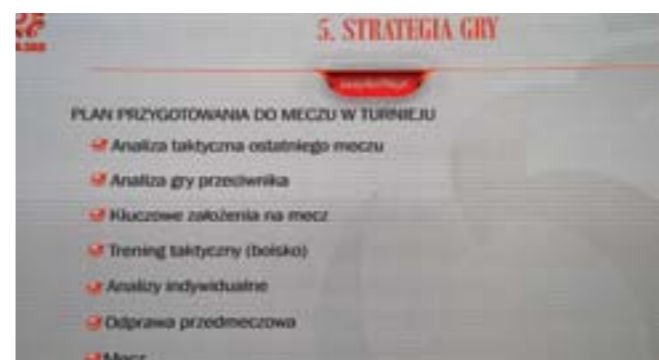 5. STRATEGIA GRY
PLAN PRZYGOTOWANIA DO MECZU W TURNIEJU
Analiza taktyczna ostatniego meczu
Analiza gry przeciwnika
Kluczowe założenia na mecz
Trening taktyczny (boisko)
Analizy indywidualne
Odprawa przedmeczowa
Mecz